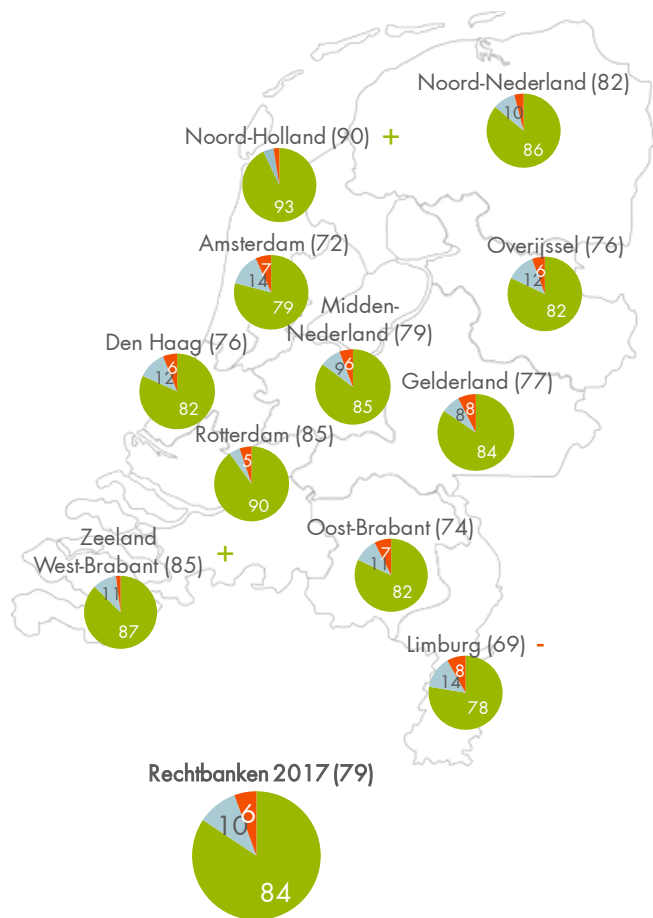 Noord-Nederland (82)
10
86
Noord-Holland (90) +
93
Amsterdam (72)
7
14
79
Overijssel (76)
6
12
82
Midden-
Nederland (79)
6
9
85
Den Haag (76)
6
12
82
Gelderland (77)
8
8
84
Rotterdam (85)
5
90
Zeeland
West-Brabant (85) +
11
87
Oost-Brabant (74)
7
11
82
Limburg (69) -
8
14
78
Rechtbanken 2017 (79)
6
10
84